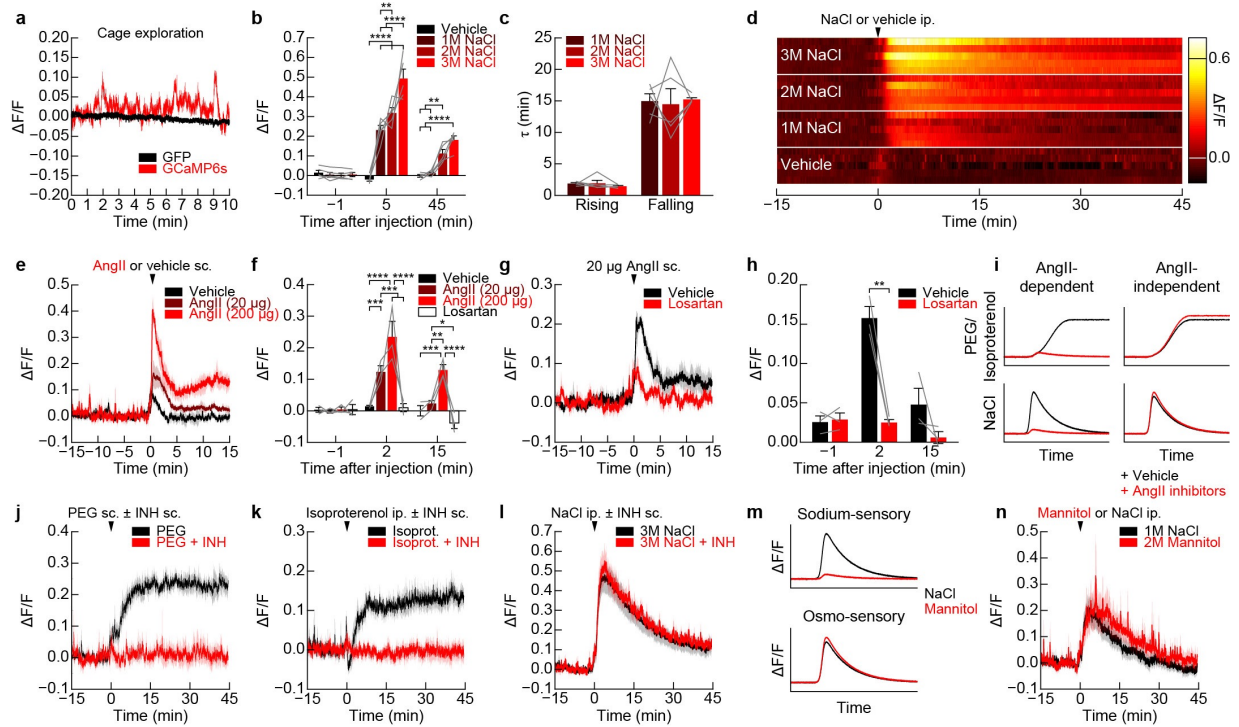 a
Cage exploration
0.20
0.15
0.10
0.05
0.00
−0.05
−0.10
−0.15
−0.20
ΔF/F
GFP
GCaMP6s
0 1 2 3 4 5 6 7 8 9 10
Time (min)
b
Vehicle
1M NaCl
2M NaCl
3M NaCl
**
****
****
**
****
0.8
0.7
0.6
0.5
0.4
0.3
0.2
0.1
0.0
−0.1
ΔF/F
−1 5 45
Time after injection (min)
c
1M NaCl
2M NaCl
3M NaCl
25
20
15
10
5
0
τ (min)
Rising Falling
d
NaCl or vehicle ip.
3M NaCl
2M NaCl
1M NaCl
Vehicle
−15 0 15 30 45
Time (min)
0.6
0.0
ΔF/F
e
AngII or vehicle sc.
Vehicle
AngII (20 µg)
AngII (200 µg)
0.5
0.4
0.3
0.2
0.1
0.0
−0.1
ΔF/F
−15 −10 −5 0 5 10 15
Time (min)
f
Vehicle
AngII (20 µg)
AngII (200 µg)
Losartan
**** ****
***
***
*
**
*** ****
0.4
0.3
0.2
0.1
0.0
−0.1
ΔF/F
−1 2 15
Time after injection (min)
g
20 µg AngII sc.
Vehicle
Losartan
0.3
0.2
0.1
0.0
−0.1
ΔF/F
−15 −10 −5 0 5 10 15
Time (min)
h
Vehicle
Losartan
**
0.20
0.15
0.10
0.05
0.00
ΔF/F
−1 2 15
Time after injection (min)
i
AngII-
dependent
AngII-
independent
PEG/
Isoproterenol
NaCl
Time Time
+ Vehicle
+ AngII inhibitors
j
PEG sc. ± INH sc.
PEG
PEG + INH
0.4
0.3
0.2
0.1
0.0
−0.1
ΔF/F
−15 0 15 30 45
Time (min)
k
Isoproterenol ip. ± INH sc.
Isoprot.
Isoprot. + INH
0.3
0.2
0.1
0.0
−0.1
ΔF/F
−15 0 15 30 45
Time (min)
l
NaCl ip. ± INH sc.
3M NaCl
3M NaCl + INH
0.8
0.7
0.6
0.5
0.4
0.3
0.2
0.1
0.0
−0.1
ΔF/F
−15 0 15 30 45
Time (min)
m
Sodium-sensory
ΔF/F
NaCl
Mannitol
Osmo-sensory
ΔF/F
Time
n
Mannitol or NaCl ip.
1M NaCl
2M Mannitol
0.5
0.4
0.3
0.2
0.1
0.0
−0.1
ΔF/F
−15 0 15 30 45
Time (min)